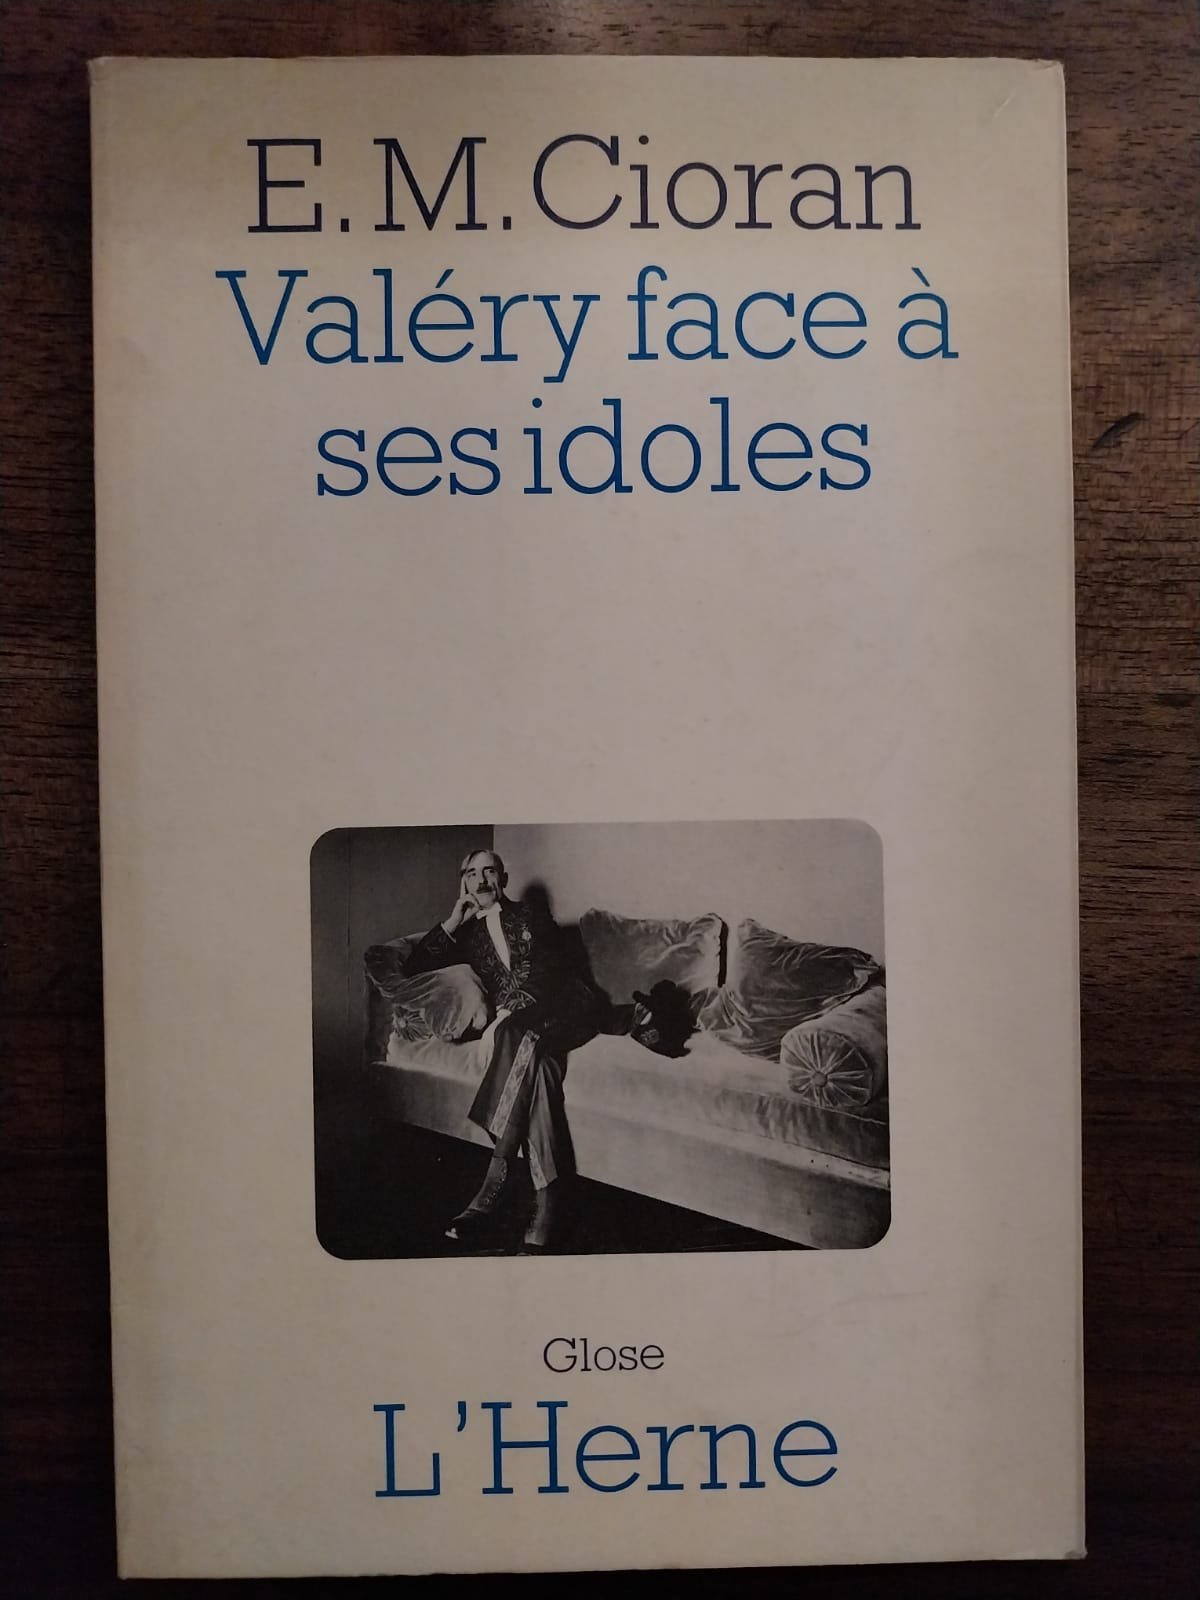 E. M. Cioran
Valéry face à
ses idoles
Glose
L'Herne